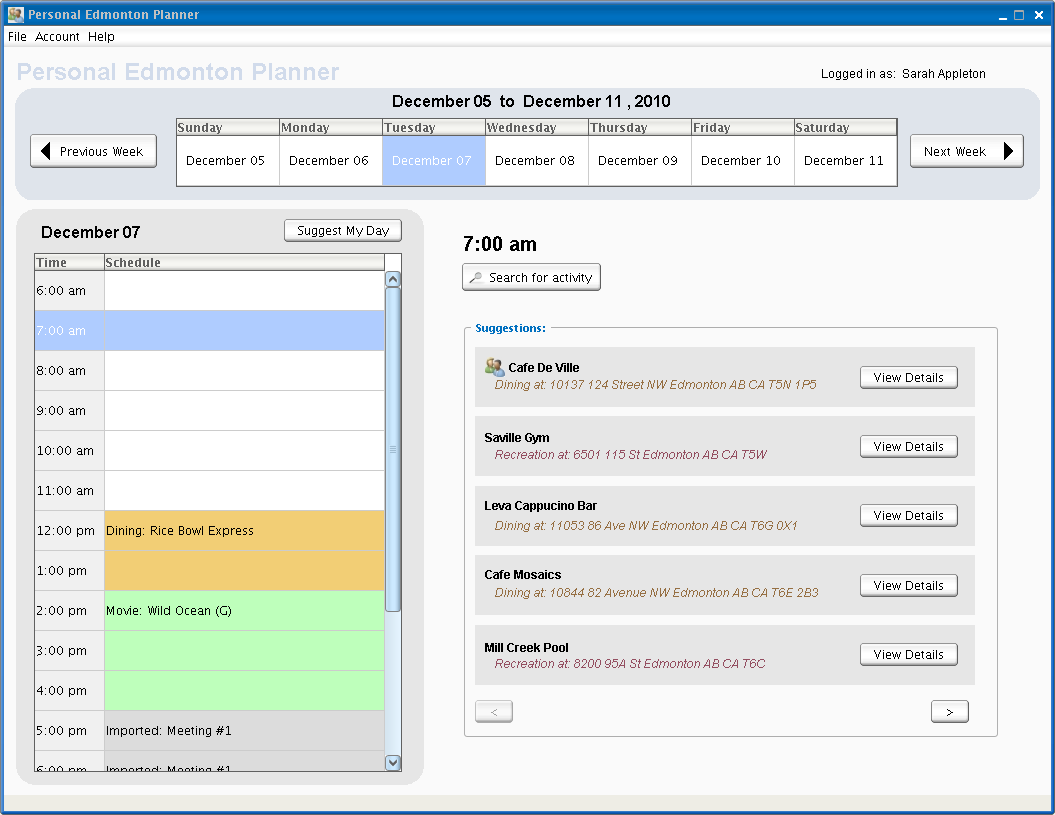 Personal Edmonton Planner
File Account Help
Personal Edmonton Planner
Logged in as: Sarah Appleton
December 05 to December 11 , 2010
Previous Week
Sunday Monday Tuesday Wednesday Thursday Friday Saturday
December 05 December 06 December 07 December 08 December 09 December 10 December 11
Next Week
December 07
Suggest My Day
Time Schedule
6:00 am
7:00 am
8:00 am
9:00 am
10:00 am
11:00 am
12:00 pm Dining: Rice Bowl Express
1:00 pm
2:00 pm Movie: Wild Ocean (G)
3:00 pm
4:00 pm
5:00 pm Imported: Meeting #1
6:00 pm Imported: Meeting #1
7:00 am
Search for activity
Suggestions:
Cafe De Ville
Dining at: 10137 124 Street NW Edmonton AB CA T5N 1P5
View Details
Saville Gym
Recreation at: 6501 115 St Edmonton AB CA T5W
View Details
Leva Cappucino Bar
Dining at: 11053 86 Ave NW Edmonton AB CA T6G 0X1
View Details
Cafe Mosaics
Dining at: 10844 82 Avenue NW Edmonton AB CA T6E 2B3
View Details
Mill Creek Pool
Recreation at: 8200 95A St Edmonton AB CA T6C
View Details
< >